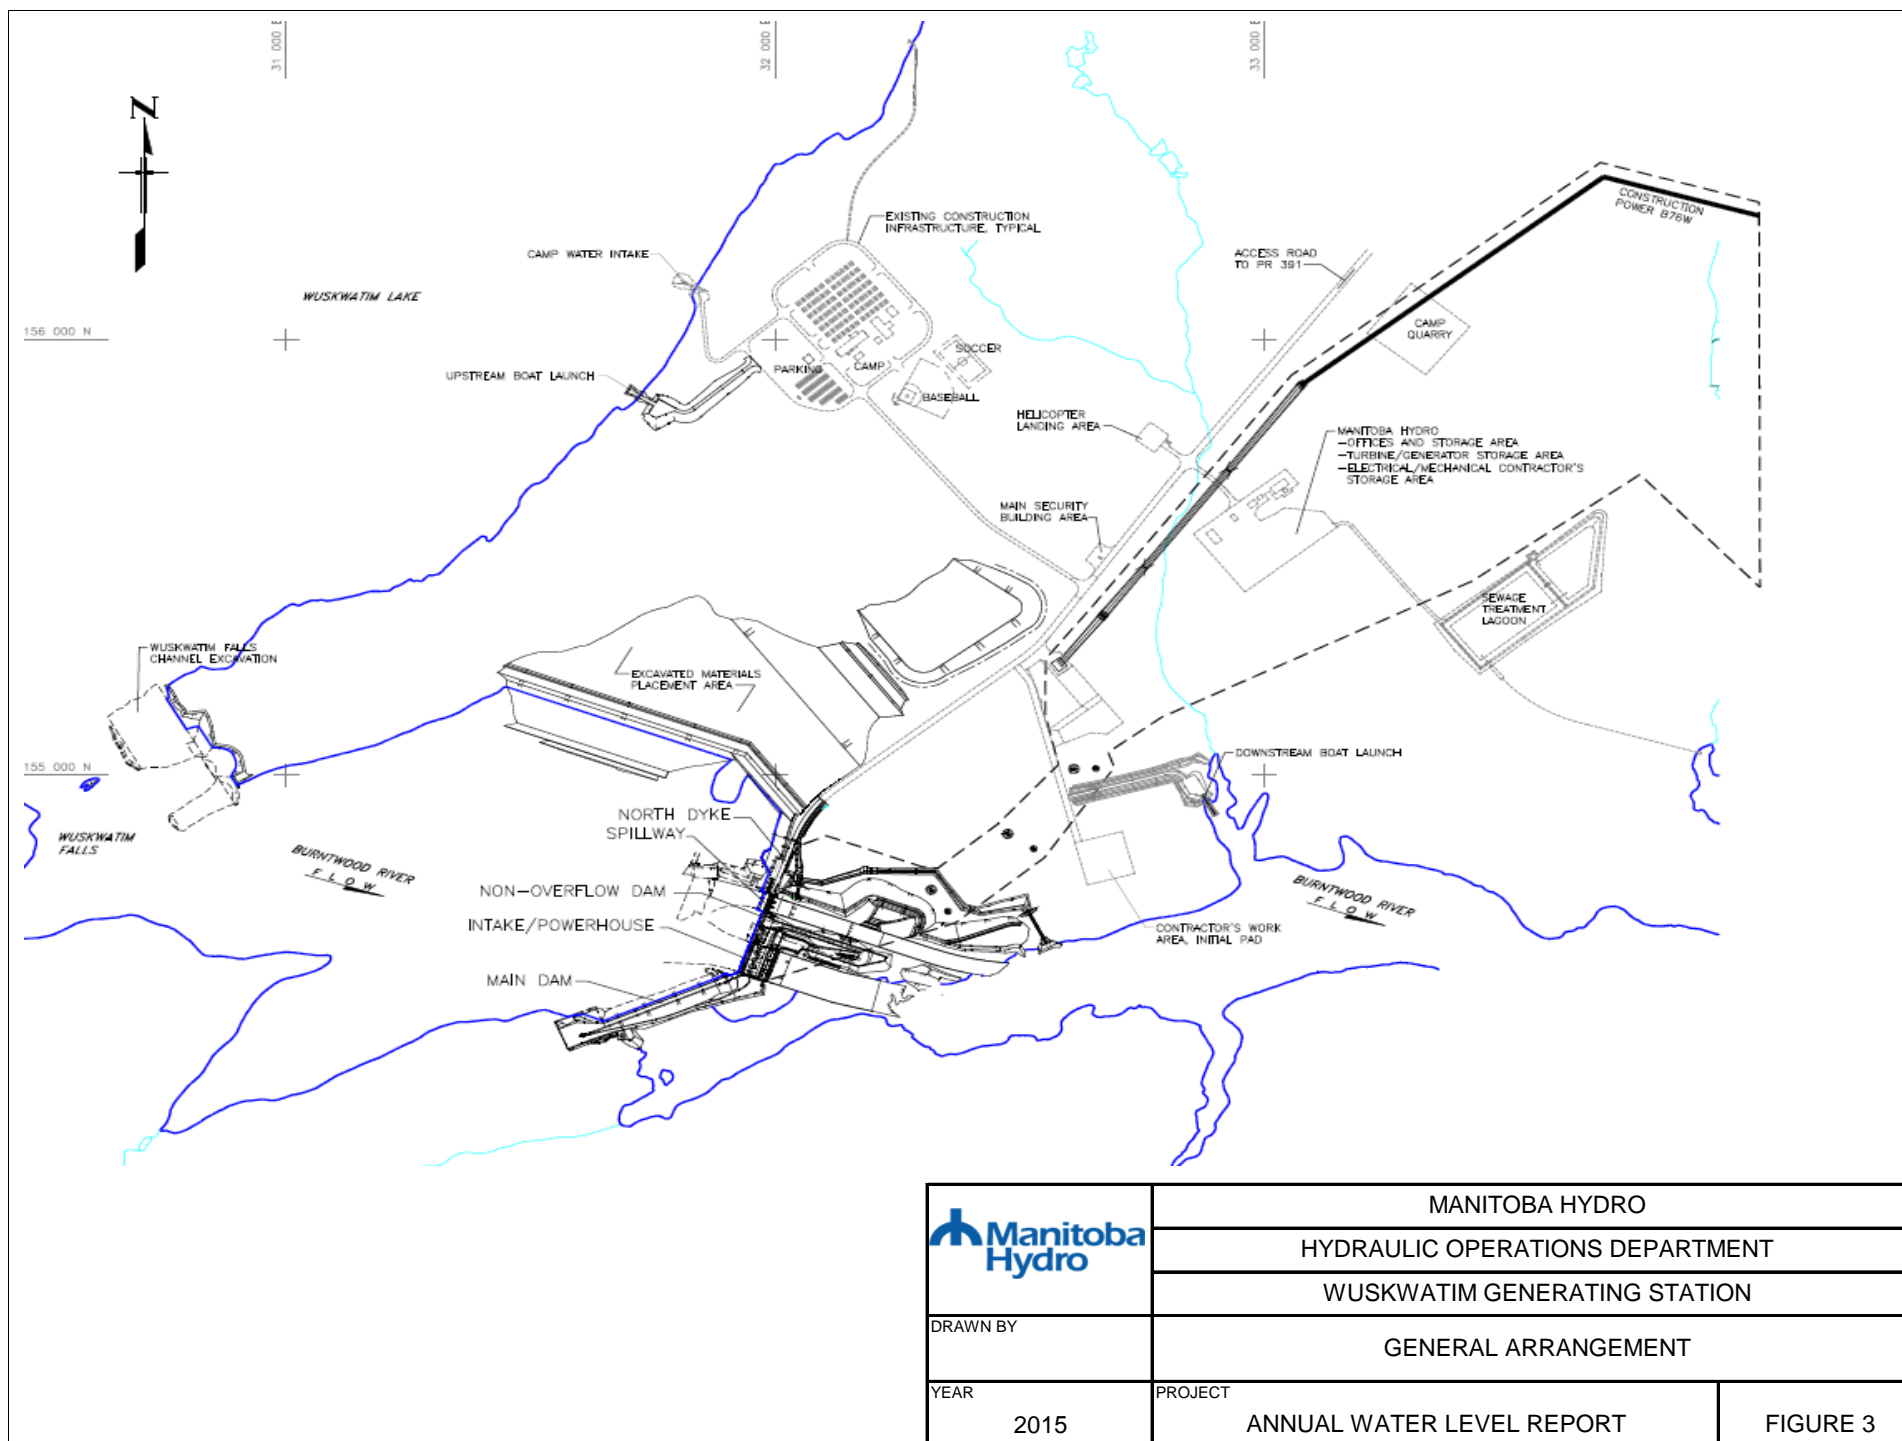 31 000 E
32 000 E
33 000 E
N
CONSTRUCTION
POWER B76W
EXISTING CONSTRUCTION
INFRASTRUCTURE, TYPICAL
CAMP WATER INTAKE
ACCESS ROAD
TO PR 391
WUSKWATIM LAKE
156 000 N
CAMP
QUARRY
SOCCER
PARKING
CAMP
UPSTREAM BOAT LAUNCH
BASEBALL
HELICOPTER
LANDING AREA
MANITOBA HYDRO
-OFFICES AND STORAGE AREA
-TURBINE/GENERATOR STORAGE AREA
-ELECTRICAL/MECHANICAL CONTRACTOR'S
STORAGE AREA
MAIN SECURITY
BUILDING AREA
SEWAGE
TREATMENT
LAGOON
WUSKWATIM FALLS
CHANNEL EXCAVATION
EXCAVATED MATERIALS
PLACEMENT AREA
DOWNSTREAM BOAT LAUNCH
155 000 N
NORTH DYKE
SPILLWAY
WUSKWATIM
FALLS
BURNTWOOD RIVER
FLOW
NON-OVERFLOW DAM
BURNTWOOD RIVER
FLOW
INTAKE/POWERHOUSE
CONTRACTOR'S WORK
AREA, INITIAL PAD
MAIN DAM
Manitoba
Hydro
MANITOBA HYDRO
HYDRAULIC OPERATIONS DEPARTMENT
WUSKWATIM GENERATING STATION
DRAWN BY
GENERAL ARRANGEMENT
YEAR
2015
PROJECT
ANNUAL WATER LEVEL REPORT
FIGURE 3